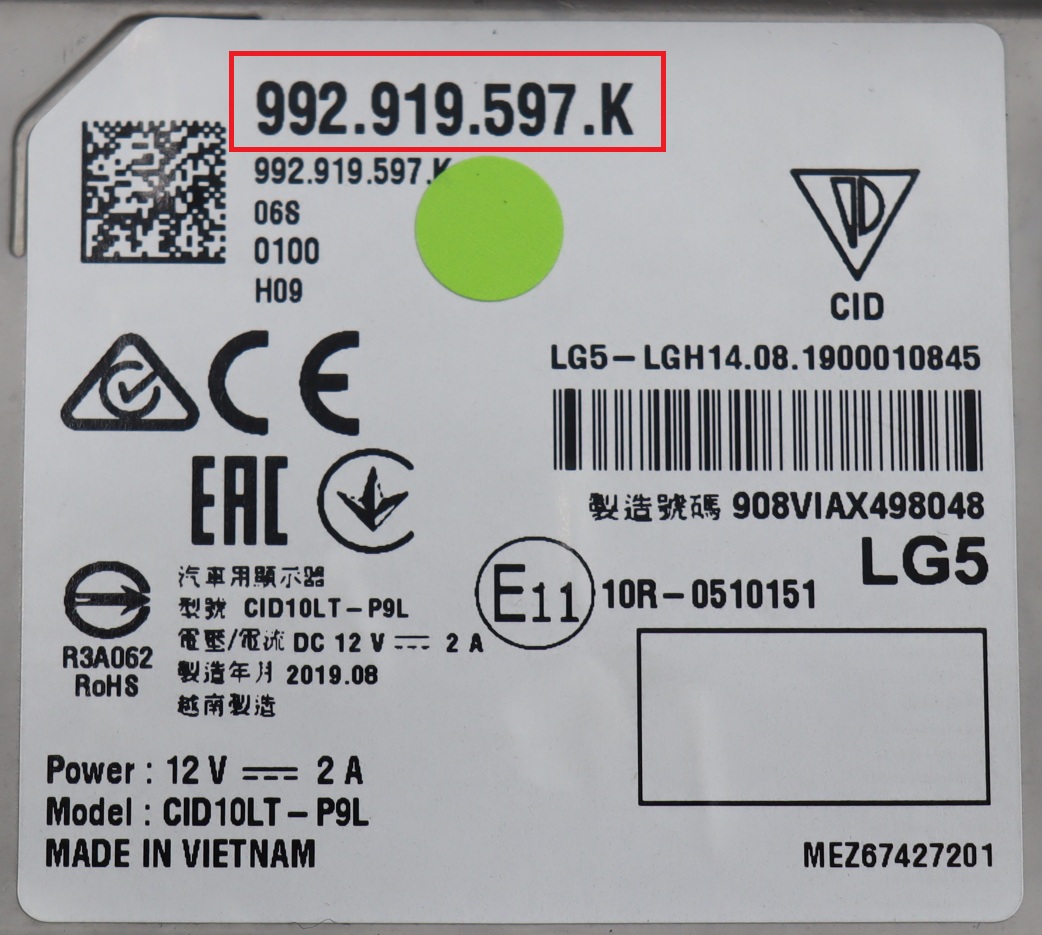 992.919.597.K
992.919.597.K
06S
0100
H09
CID
LG5-LGH14.08.1900010845
CE
EAC
製造號碼 908VIAX498048
LG5
汽車用顯示器
型號 CID10LT-P9L
電壓/電流 DC 12 V ⎓ 2 A
製造年月 2019.08
越南製造
R3A062
RoHS
E11 10R-0510151
Power : 12 V ⎓ 2 A
Model : CID10LT-P9L
MADE IN VIETNAM
MEZ67427201